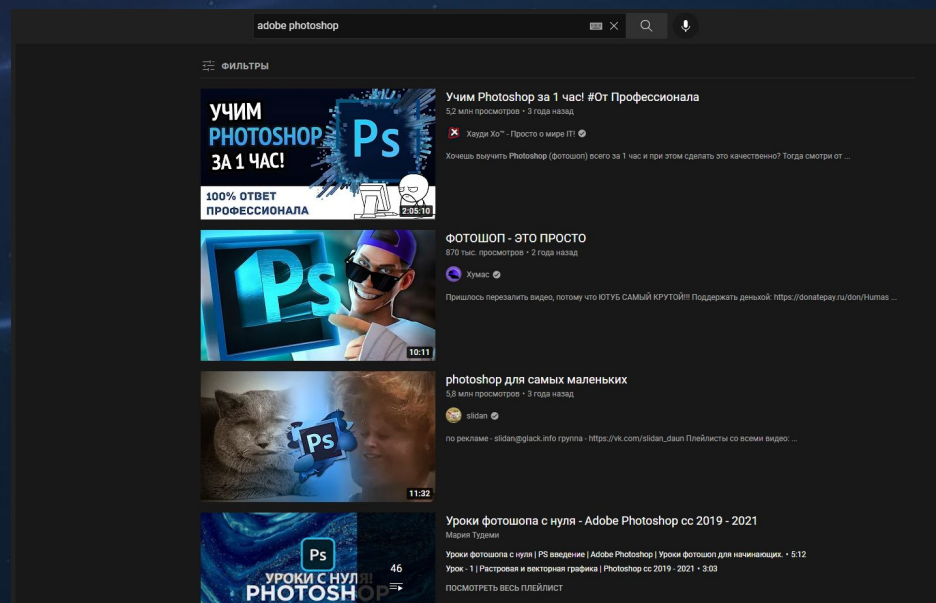 adobe photoshop
ФИЛЬТРЫ
УЧИМ
PHOTOSHOP
ЗА 1 ЧАС!
Ps
100% ОТВЕТ
ПРОФЕССИОНАЛА
2:05:10
Учим Photoshop за 1 час! #От Профессионала
5,2 млн просмотров • 3 года назад
Хауди Хо™ - Просто о мире IT!
Хочешь выучить Photoshop (фотошоп) всего за 1 час и при этом сделать это качественно? Тогда смотри от ...
Ps
10:11
ФОТОШОП - ЭТО ПРОСТО
870 тыс. просмотров • 2 года назад
Хумас
Пришлось перезалить видео, потому что ЮТУБ САМЫЙ КРУТОЙ!!! Поддержать денькой: https://donatepay.ru/don/Humas ...
Ps
11:32
photoshop для самых маленьких
5,8 млн просмотров • 3 года назад
slidan
по рекламе - slidan@glack.info группа - https://vk.com/slidan_daun Плейлисты со всеми видео: ...
Ps
УРОКИ С НУЛЯ!
PHOTOSHOP
46
Уроки фотошопа с нуля - Adobe Photoshop cc 2019 - 2021
Мария Тудеми
Уроки фотошопа с нуля | PS введение | Adobe Photoshop | Уроки фотошоп для начинающих. • 5:12
Урок - 1 | Растровая и векторная графика | Photoshop cc 2019 - 2021 • 3:03
ПОСМОТРЕТЬ ВЕСЬ ПЛЕЙЛИСТ